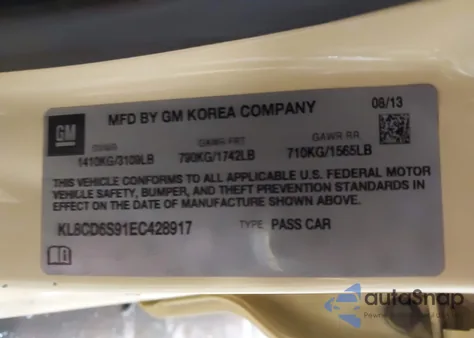 MFD BY GM KOREA COMPANY 08/13
GM
GVWR GAWR FRT GAWR RR
1410KG/3109LB 790KG/1742LB 710KG/1565LB
THIS VEHICLE CONFORMS TO ALL APPLICABLE U.S. FEDERAL MOTOR
VEHICLE SAFETY, BUMPER, AND THEFT PREVENTION STANDARDS IN
EFFECT ON THE DATE OF MANUFACTURE SHOWN ABOVE.
KL8CD6S91EC428917 TYPE: PASS CAR
autoSnap